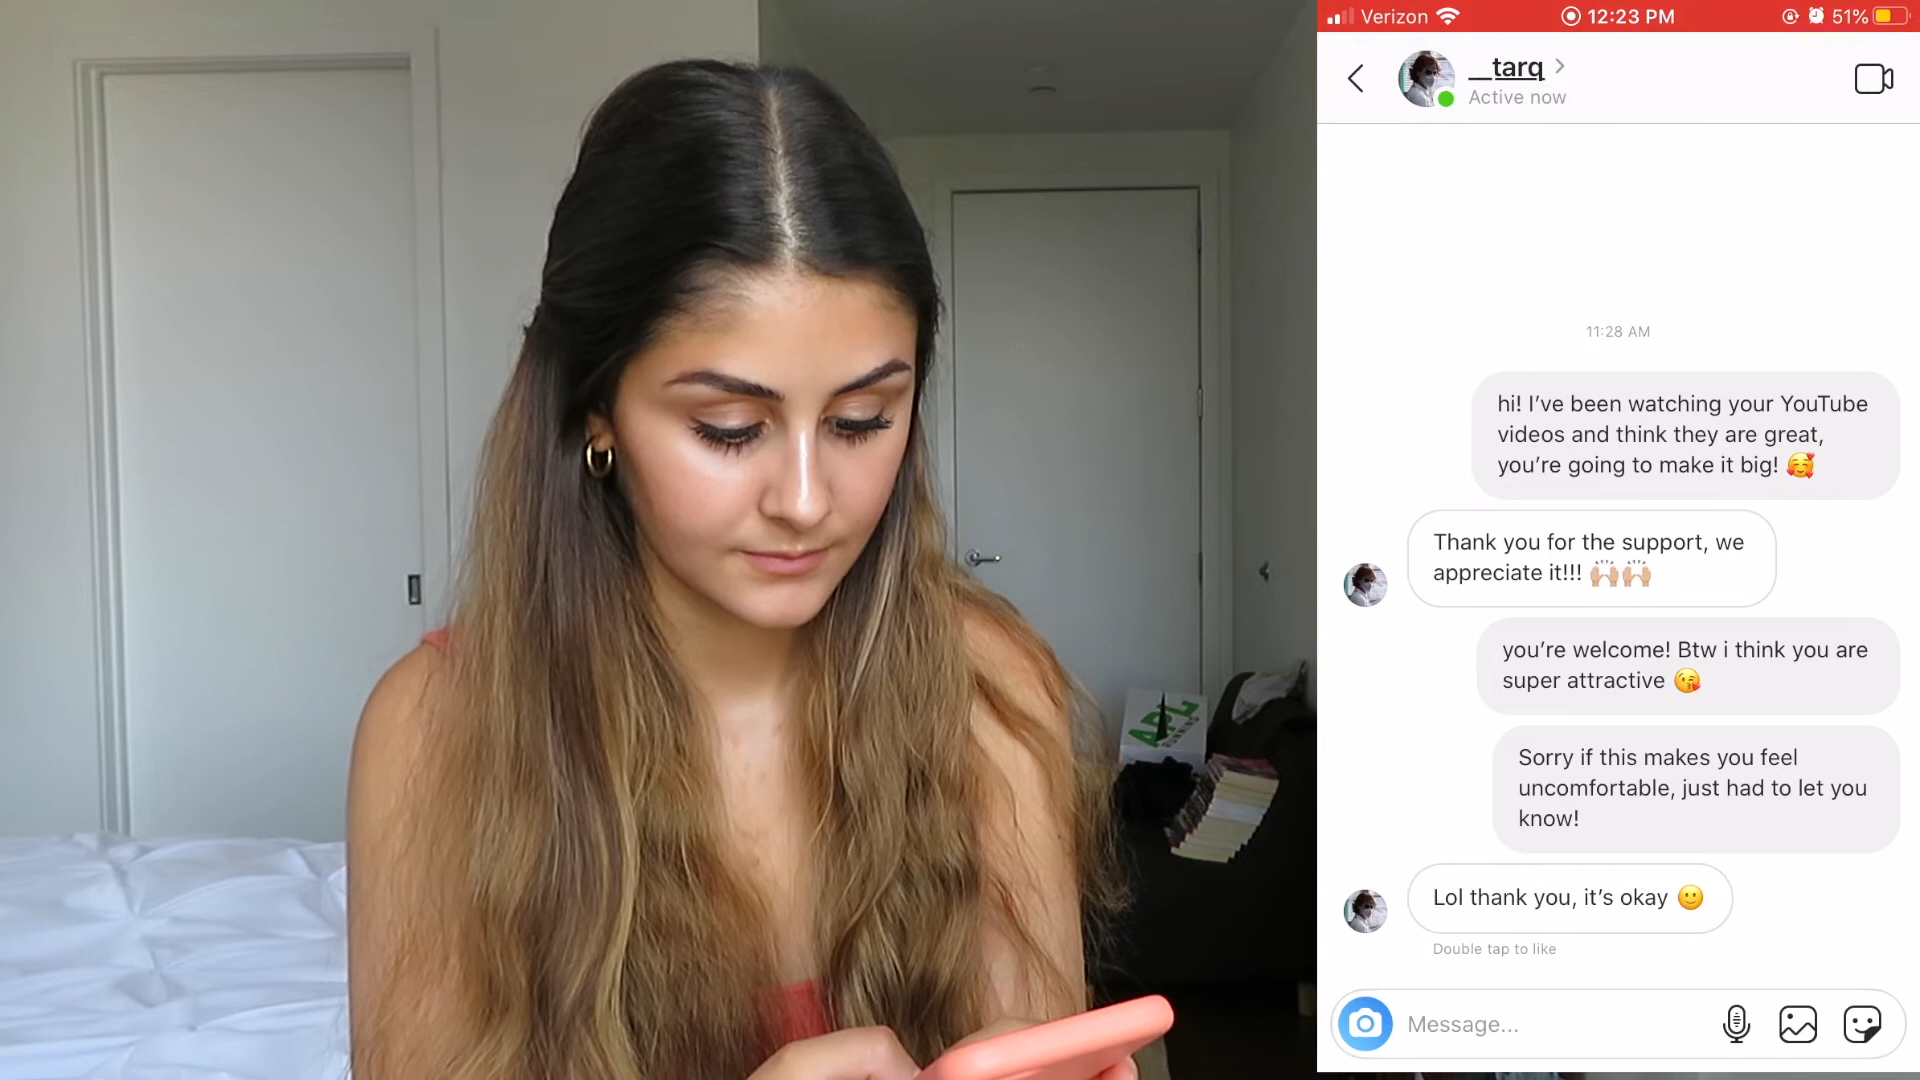 Verizon 12:23 PM 51%
__tarq
Active now
11:28 AM
hi! I’ve been watching your YouTube
videos and think they are great,
you’re going to make it big! 🥰
Thank you for the support, we
appreciate it!!! 🙌🏼🙌🏼
you’re welcome! Btw i think you are
super attractive 😘
Sorry if this makes you feel
uncomfortable, just had to let you
know!
Lol thank you, it’s okay 🙂
Double tap to like
Message...
APL
RUNNING